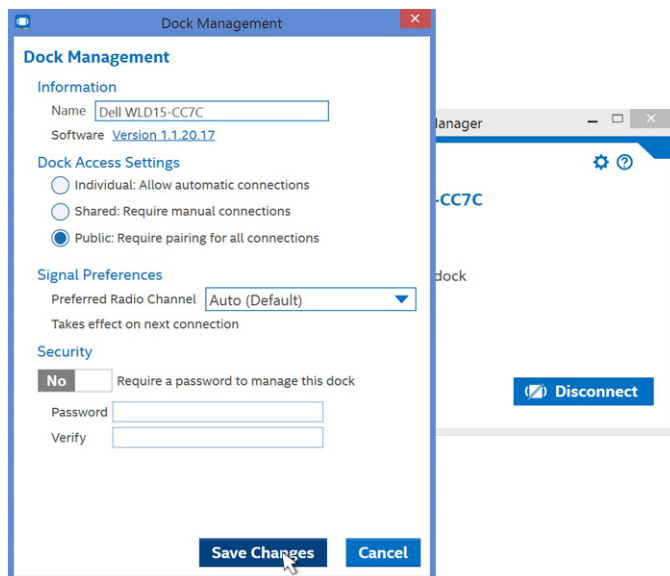 Dock Management
Dock Management
Information
Name Dell WLD15-CC7C
Software Version 1.1.20.17
Dock Access Settings
Individual: Allow automatic connections
Shared: Require manual connections
Public: Require pairing for all connections
Signal Preferences
Preferred Radio Channel Auto (Default)
Takes effect on next connection
Security
No Require a password to manage this dock
Password
Verify
Save Changes Cancel
lanager
-CC7C
dock
Disconnect